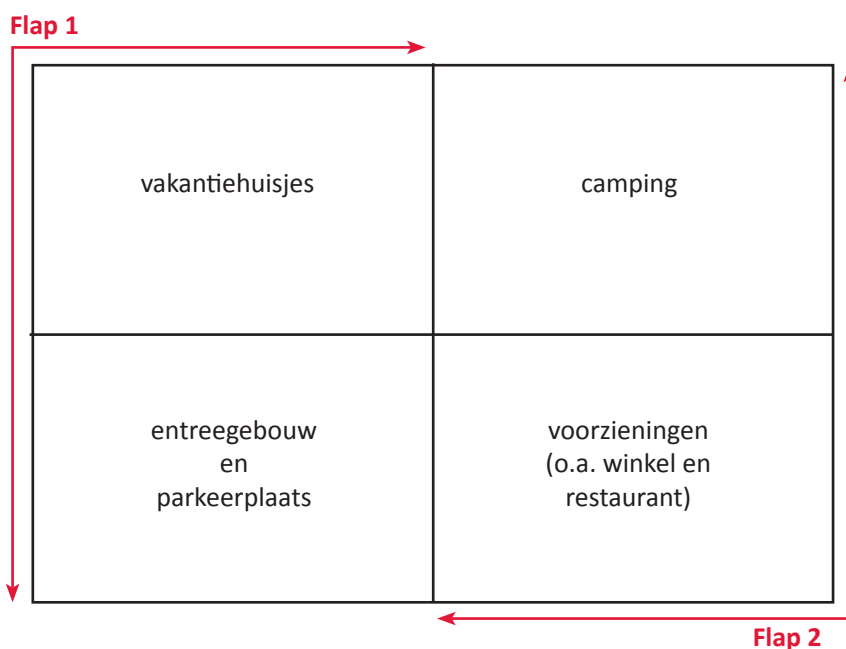 Flap 1
vakantiehuisjes
camping
entreegebouw
en
parkeerplaats
voorzieningen
(o.a. winkel en
restaurant)
Flap 2